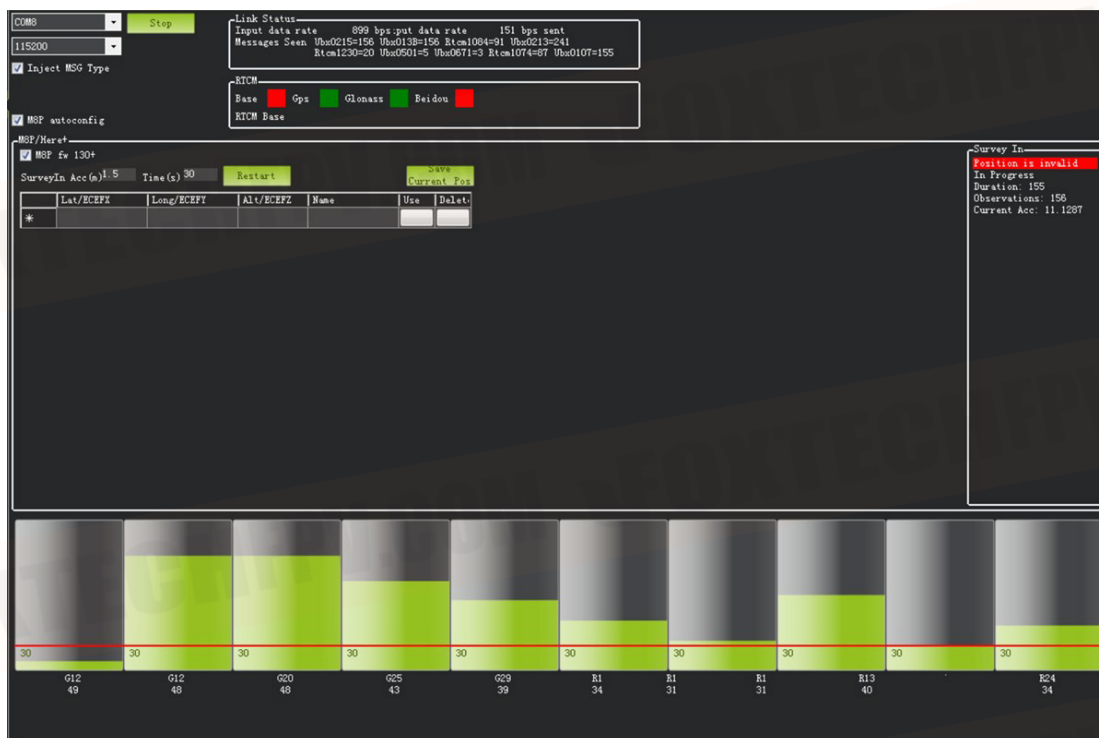 COM8
Stop
115200
Inject MSG Type
M8P autoconfig
Link Status
Input data rate 899 bps:put data rate 151 bps sent
Messages Seen Ubx0215=156 Ubx013B=156 Rtcm1084=91 Ubx0213=241
Rtcm1230=20 Ubx0501=5 Ubx0671=3 Rtcm1074=87 Ubx0107=155
RTCM
Base Gps Glonass Beidou
RTCM Base
M8P/Here+
M8P fw 130+
SurveyIn Acc(m) 1.5 Time(s) 30 Restart
Save
Current Pos
Lat/ECEFX Long/ECEFY Alt/ECEFZ Name Use Delet
*
Survey In
Position is invalid
In Progress
Duration: 155
Observations: 156
Current Acc: 11.1287
30 30 30 30 30 30 30 30 30 30
G12 G12 G20 G25 G29 R1 R1 R1 R13 R24
49 48 48 43 39 34 31 31 40 34